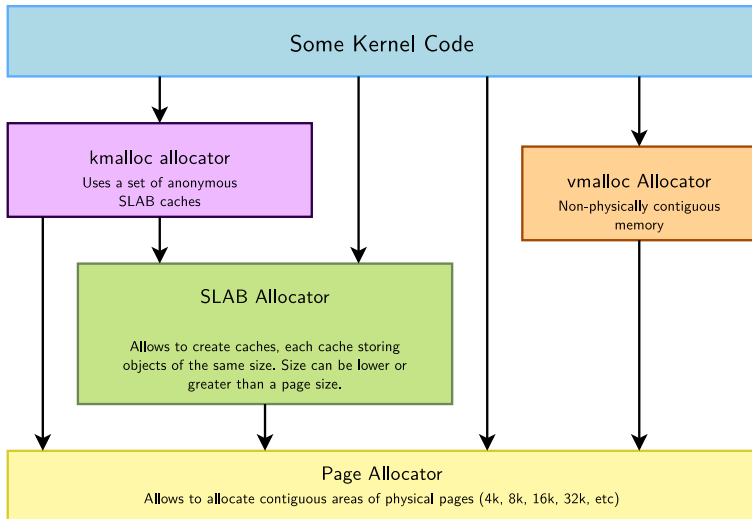 Some Kernel Code
kmalloc allocator
Uses a set of anonymous
SLAB caches
vmalloc Allocator
Non-physically contiguous
memory
SLAB Allocator
Allows to create caches, each cache storing
objects of the same size. Size can be lower or
greater than a page size.
Page Allocator
Allows to allocate contiguous areas of physical pages (4k, 8k, 16k, 32k, etc)